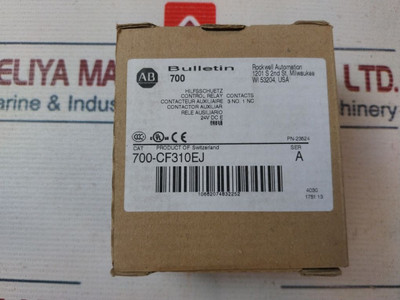 ELIYA MA
LTD.
arine & Indus
Bulletin
700
AB
Rockwell Automation
1201 S 2nd St, Milwaukee
WI 53204, USA
HILFSSCHUETZ
CONTROL RELAY CONTACTS
CONTACTEUR AUXILIAIRE 3 NO, 1 NC
CONTACTOR AUXILIAR
RELE AUSILIARIO
24V DC E
PN-23624
CAT
PRODUCT OF Switzerland
SER
700-CF310EJ
A
10662074832252